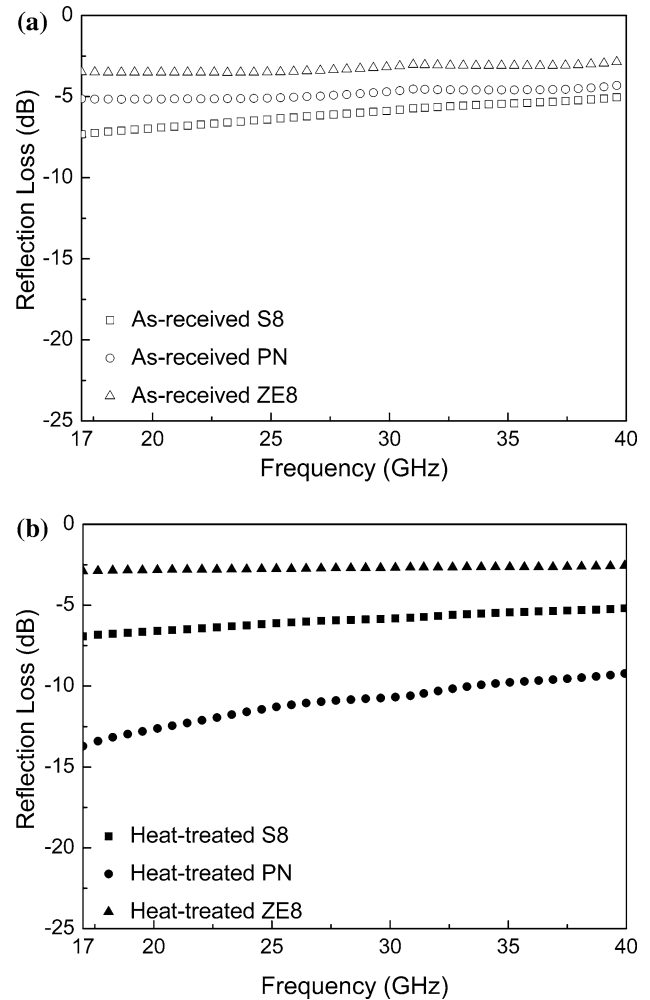 (a)
0
-5
-10
-15
-20
-25
Reflection Loss (dB)
□ As-received S8
○ As-received PN
△ As-received ZE8
17 20 25 30 35 40
Frequency (GHz)
(b)
0
-5
-10
-15
-20
-25
Reflection Loss (dB)
■ Heat-treated S8
● Heat-treated PN
▲ Heat-treated ZE8
17 20 25 30 35 40
Frequency (GHz)